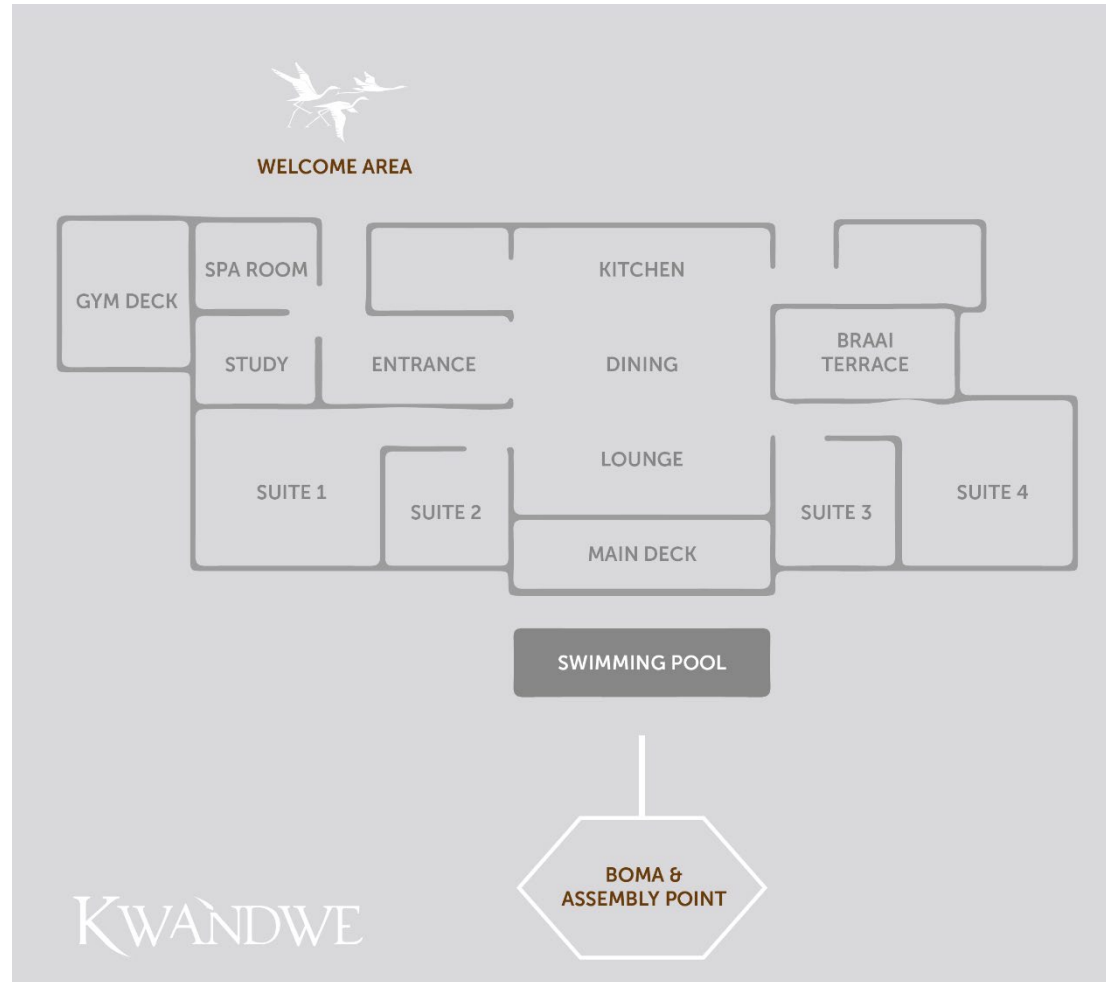 WELCOME AREA
SPA ROOM
KITCHEN
GYM DECK
STUDY
ENTRANCE
DINING
BRAAI
TERRACE
LOUNGE
SUITE 1
SUITE 2
SUITE 3
SUITE 4
MAIN DECK
SWIMMING POOL
BOMA &
ASSEMBLY POINT
KWÀNDWE